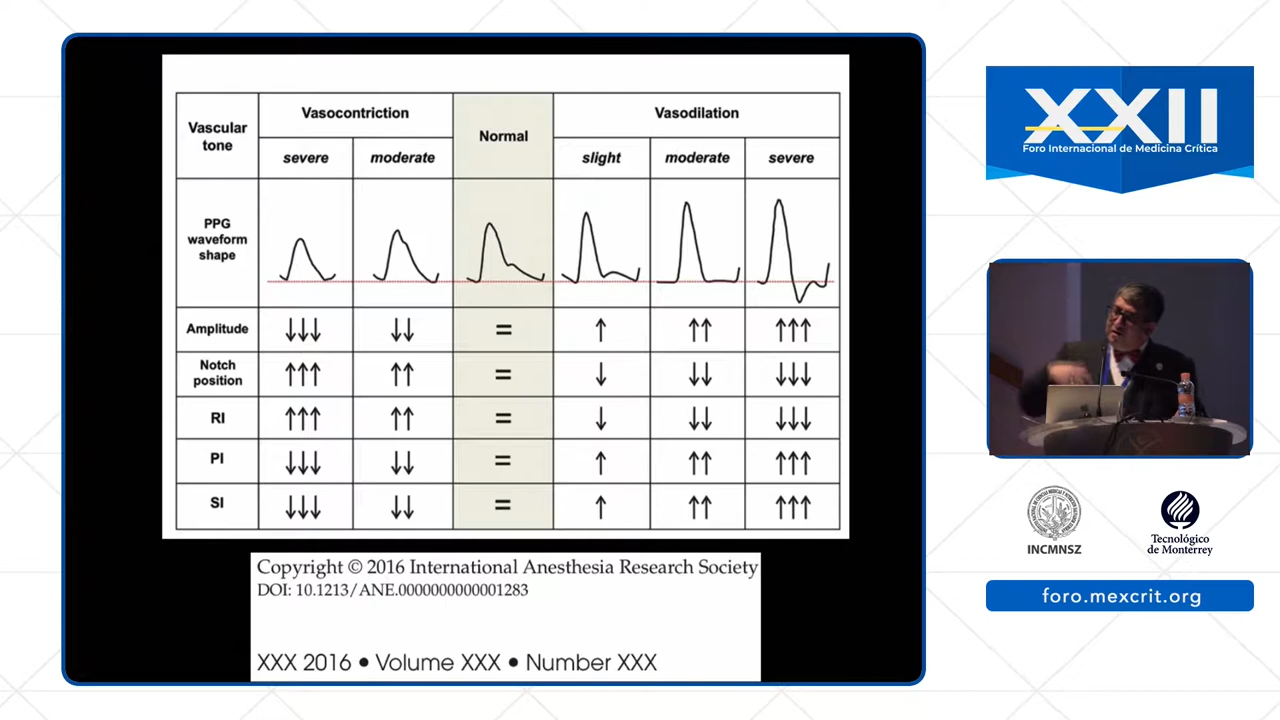 Vascular
tone
Vasocontriction
Normal
Vasodilation
severe
moderate
slight
moderate
severe
PPG
waveform
shape
Amplitude
↓↓↓
↓↓
=
↑
↑↑
↑↑↑
Notch
position
↑↑↑
↑↑
=
↓
↓↓
↓↓↓
RI
↑↑↑
↑↑
=
↓
↓↓
↓↓↓
PI
↓↓↓
↓↓
=
↑
↑↑
↑↑↑
SI
↓↓↓
↓↓
=
↑
↑↑
↑↑↑
Copyright © 2016 International Anesthesia Research Society
DOI: 10.1213/ANE.0000000000001283
XXX 2016 • Volume XXX • Number XXX
XXII
Foro Internacional de Medicina Crítica
INCMNSZ
Tecnológico
de Monterrey
foro.mexcrit.org